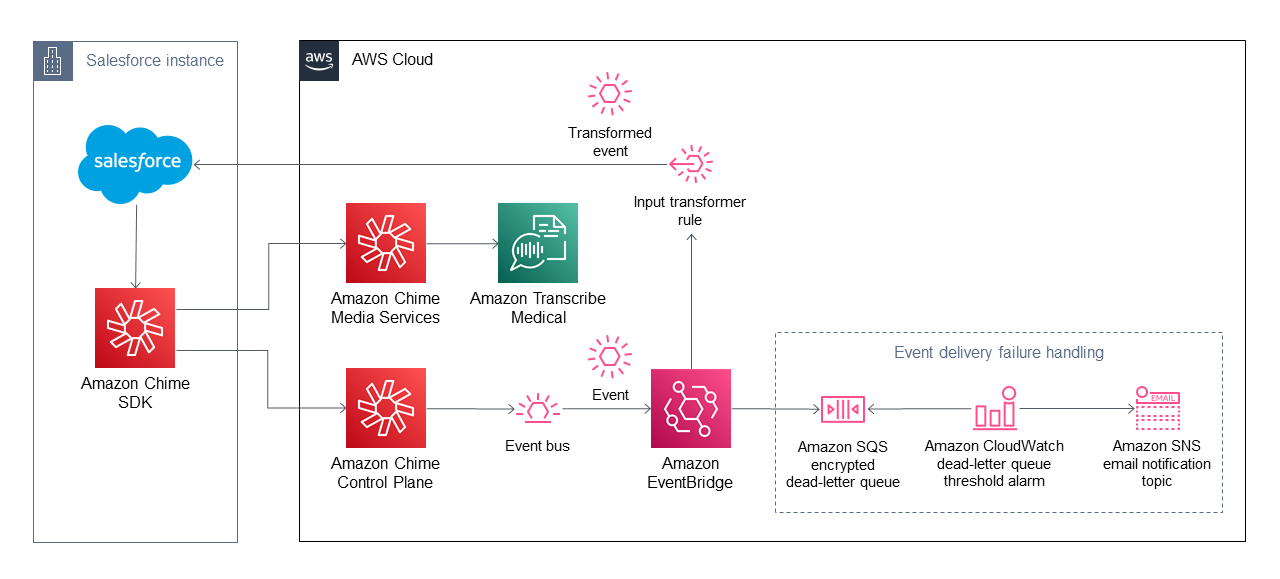 Salesforce instance
aws
AWS Cloud
Transformed
event
salesforce
Input transformer
rule
Amazon Chime
Media Services
Amazon Transcribe
Medical
Amazon Chime
SDK
Event
Event bus
Amazon Chime
Control Plane
Amazon
EventBridge
Event delivery failure handling
Amazon SQS
encrypted
dead-letter queue
Amazon CloudWatch
dead-letter queue
threshold alarm
EMAIL
Amazon SNS
email notification
topic